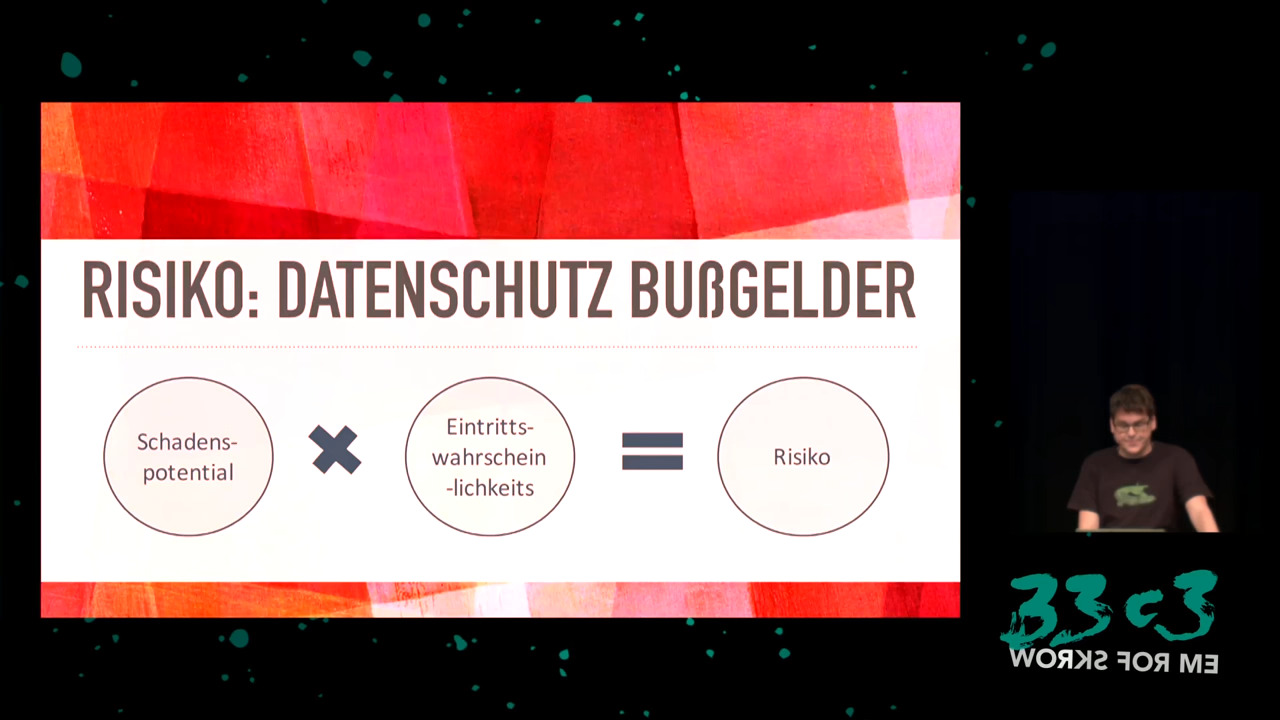 RISIKO: DATENSCHUTZ BUßGELDER
Schadens-
potential
Eintritts-
wahrschein
-lichkeits
Risiko
33c3
WORKS FOR ME